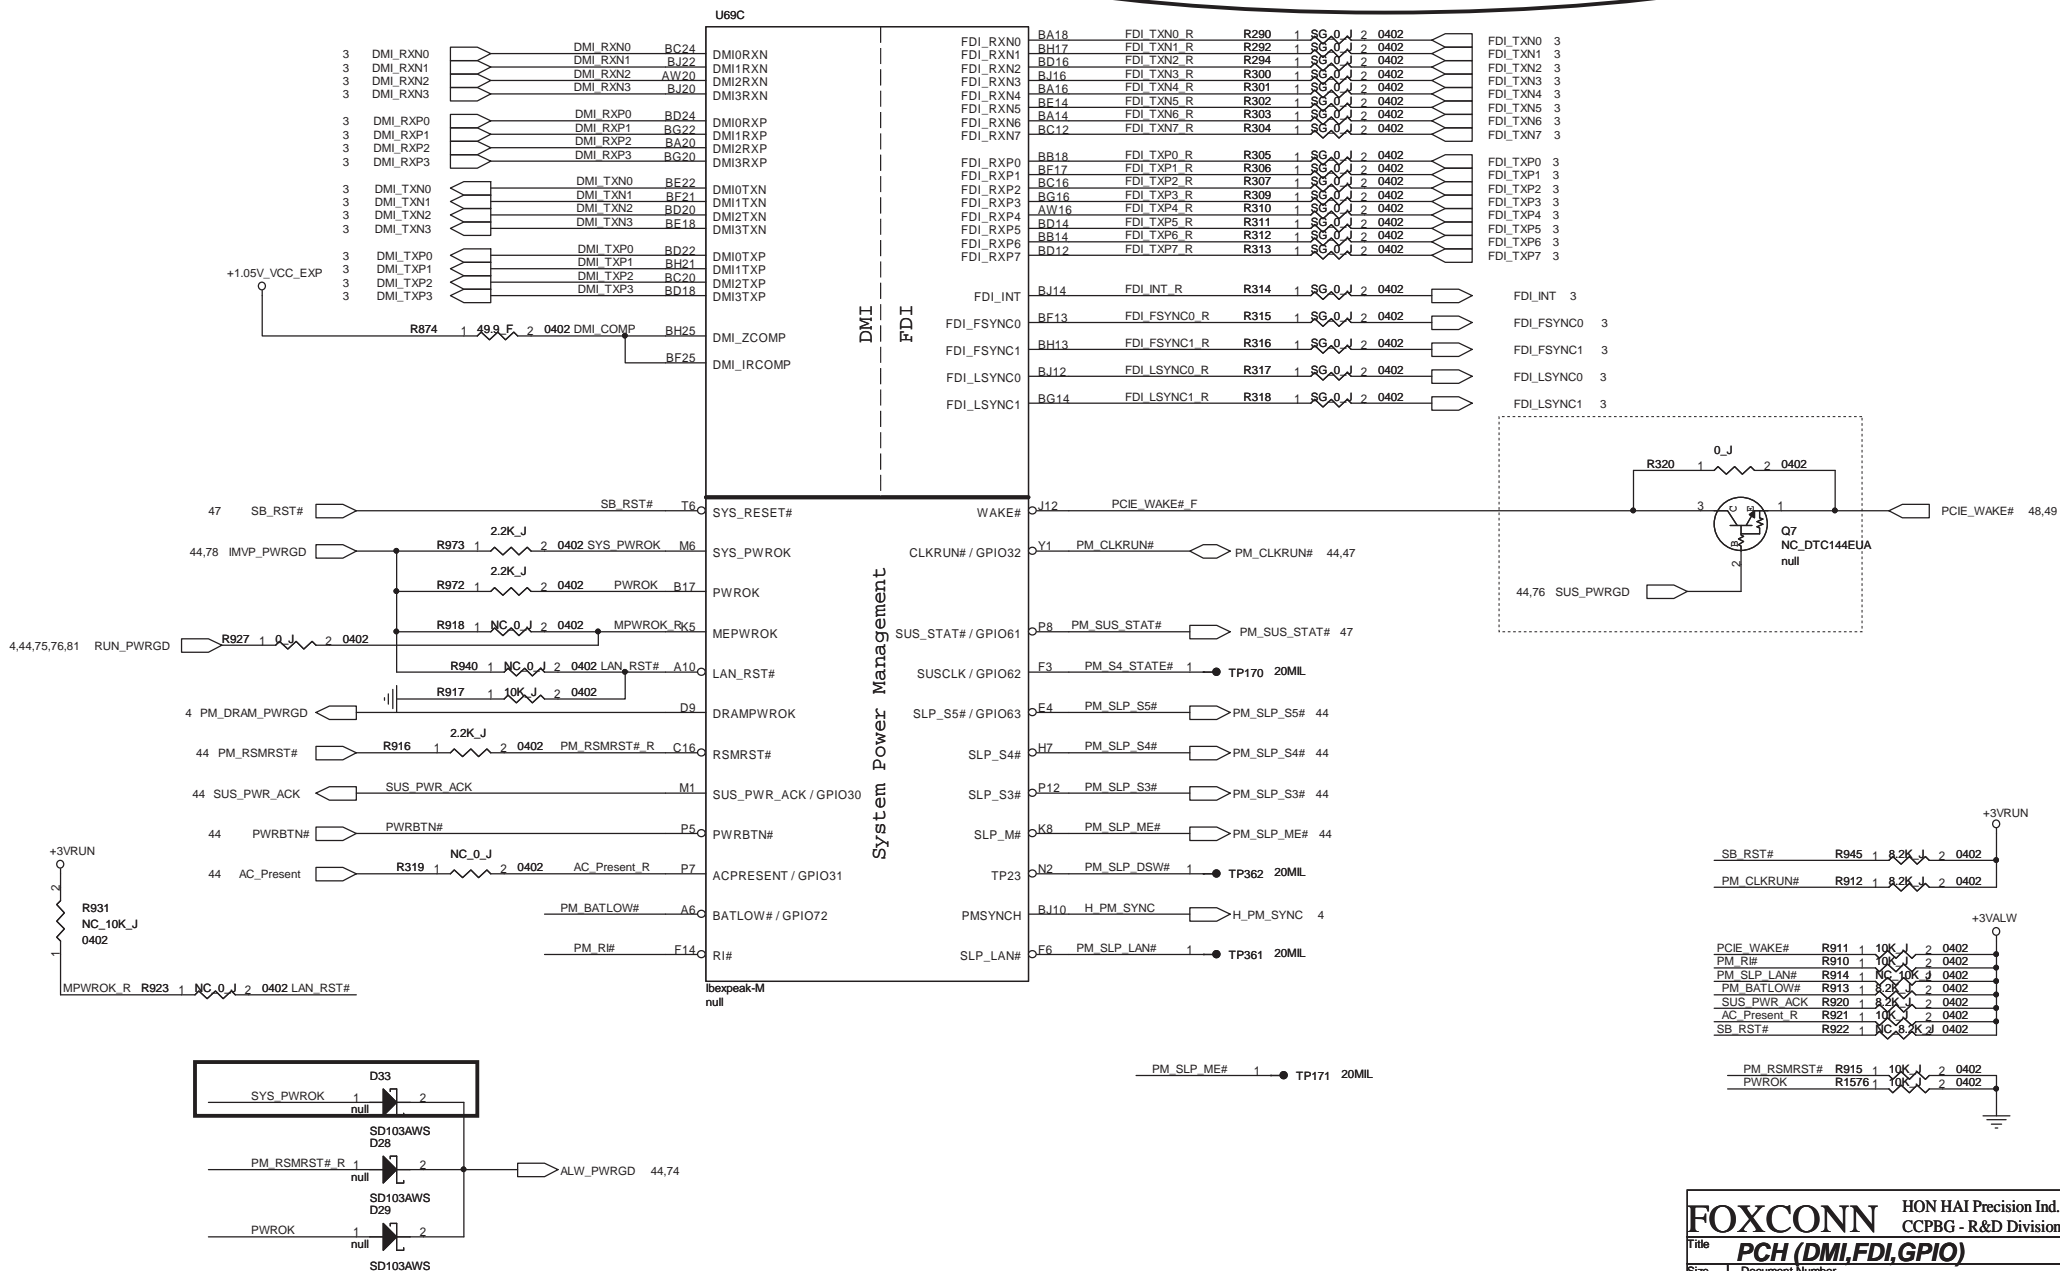 U69C
3 DMI_RXN0 DMI_RXN0 BC24 DMI0RXN
3 DMI_RXN1 DMI_RXN1 BJ22 DMI1RXN
3 DMI_RXN2 DMI_RXN2 AW20 DMI2RXN
3 DMI_RXN3 DMI_RXN3 BJ20 DMI3RXN
3 DMI_RXP0 DMI_RXP0 BD24 DMI0RXP
3 DMI_RXP1 DMI_RXP1 BG22 DMI1RXP
3 DMI_RXP2 DMI_RXP2 BA20 DMI2RXP
3 DMI_RXP3 DMI_RXP3 BG20 DMI3RXP
3 DMI_TXN0 DMI_TXN0 BE22 DMI0TXN
3 DMI_TXN1 DMI_TXN1 BF21 DMI1TXN
3 DMI_TXN2 DMI_TXN2 BD20 DMI2TXN
3 DMI_TXN3 DMI_TXN3 BE18 DMI3TXN
3 DMI_TXP0 DMI_TXP0 BD22 DMI0TXP
3 DMI_TXP1 DMI_TXP1 BH21 DMI1TXP
3 DMI_TXP2 DMI_TXP2 BC20 DMI2TXP
3 DMI_TXP3 DMI_TXP3 BD18 DMI3TXP
+1.05V_VCC_EXP
R874 1 49.9_F 2 0402 DMI_COMP BH25 DMI_ZCOMP
BF25 DMI_IRCOMP
DMI
FDI
FDI_RXN0 BA18 FDI_TXN0_R R290 1 SG_0_J 2 0402 FDI_TXN0 3
FDI_RXN1 BH17 FDI_TXN1_R R292 1 SG_0_J 2 0402 FDI_TXN1 3
FDI_RXN2 BD16 FDI_TXN2_R R294 1 SG_0_J 2 0402 FDI_TXN2 3
FDI_RXN3 BJ16 FDI_TXN3_R R300 1 SG_0_J 2 0402 FDI_TXN3 3
FDI_RXN4 BA16 FDI_TXN4_R R301 1 SG_0_J 2 0402 FDI_TXN4 3
FDI_RXN5 BE14 FDI_TXN5_R R302 1 SG_0_J 2 0402 FDI_TXN5 3
FDI_RXN6 BA14 FDI_TXN6_R R303 1 SG_0_J 2 0402 FDI_TXN6 3
FDI_RXN7 BC12 FDI_TXN7_R R304 1 SG_0_J 2 0402 FDI_TXN7 3
FDI_RXP0 BB18 FDI_TXP0_R R305 1 SG_0_J 2 0402 FDI_TXP0 3
FDI_RXP1 BF17 FDI_TXP1_R R306 1 SG_0_J 2 0402 FDI_TXP1 3
FDI_RXP2 BC16 FDI_TXP2_R R307 1 SG_0_J 2 0402 FDI_TXP2 3
FDI_RXP3 BG16 FDI_TXP3_R R309 1 SG_0_J 2 0402 FDI_TXP3 3
FDI_RXP4 AW16 FDI_TXP4_R R310 1 SG_0_J 2 0402 FDI_TXP4 3
FDI_RXP5 BD14 FDI_TXP5_R R311 1 SG_0_J 2 0402 FDI_TXP5 3
FDI_RXP6 BB14 FDI_TXP6_R R312 1 SG_0_J 2 0402 FDI_TXP6 3
FDI_RXP7 BD12 FDI_TXP7_R R313 1 SG_0_J 2 0402 FDI_TXP7 3
FDI_INT BJ14 FDI_INT_R R314 1 SG_0_J 2 0402 FDI_INT 3
FDI_FSYNC0 BF13 FDI_FSYNC0_R R315 1 SG_0_J 2 0402 FDI_FSYNC0 3
FDI_FSYNC1 BH13 FDI_FSYNC1_R R316 1 SG_0_J 2 0402 FDI_FSYNC1 3
FDI_LSYNC0 BJ12 FDI_LSYNC0_R R317 1 SG_0_J 2 0402 FDI_LSYNC0 3
FDI_LSYNC1 BG14 FDI_LSYNC1_R R318 1 SG_0_J 2 0402 FDI_LSYNC1 3
47 SB_RST# SB_RST# T6 SYS_RESET#
2.2K_J
44,78 IMVP_PWRGD R973 1 2 0402 SYS_PWROK M6 SYS_PWROK
2.2K_J
R972 1 2 0402 PWROK B17 PWROK
R918 1 NC_0_J 2 0402 MPWROK_R K5 MEPWROK
4,44,75,76,81 RUN_PWRGD R927 1 0_J 2 0402
R940 1 NC_0_J 2 0402 LAN_RST# A10 LAN_RST#
R917 1 10K_J 2 0402
4 PM_DRAM_PWRGD D9 DRAMPWROK
2.2K_J
44 PM_RSMRST# R916 1 2 0402 PM_RSMRST#_R C16 RSMRST#
44 SUS_PWR_ACK SUS_PWR_ACK M1 SUS_PWR_ACK / GPIO30
44 PWRBTN# PWRBTN# P5 PWRBTN#
NC_0_J
44 AC_Present R319 1 2 0402 AC_Present_R P7 ACPRESENT / GPIO31
PM_BATLOW# A6 BATLOW# / GPIO72
PM_RI# F14 RI#
System Power Management
WAKE# J12 PCIE_WAKE#_F
CLKRUN# / GPIO32 Y1 PM_CLKRUN# PM_CLKRUN# 44,47
SUS_STAT# / GPIO61 P8 PM_SUS_STAT# PM_SUS_STAT# 47
SUSCLK / GPIO62 F3 PM_S4_STATE# 1 TP170 20MIL
SLP_S5# / GPIO63 E4 PM_SLP_S5# PM_SLP_S5# 44
SLP_S4# H7 PM_SLP_S4# PM_SLP_S4# 44
SLP_S3# P12 PM_SLP_S3# PM_SLP_S3# 44
SLP_M# K8 PM_SLP_ME# PM_SLP_ME# 44
TP23 N2 PM_SLP_DSW# 1 TP362 20MIL
PMSYNCH BJ10 H_PM_SYNC H_PM_SYNC 4
SLP_LAN# F6 PM_SLP_LAN# 1 TP361 20MIL
Ibexpeak-M
null
0_J
R320 1 2 0402
3 C E 1 PCIE_WAKE# 48,49
B
2
Q7
NC_DTC144EUA
null
44,76 SUS_PWRGD
+3VRUN
2
R931
NC_10K_J
0402
1
MPWROK_R R923 1 NC_0_J 2 0402 LAN_RST#
+3VRUN
SB_RST# R945 1 8.2K_J 2 0402
PM_CLKRUN# R912 1 8.2K_J 2 0402
+3VALW
PCIE_WAKE# R911 1 10K_J 2 0402
PM_RI# R910 1 10K_J 2 0402
PM_SLP_LAN# R914 1 NC_10K_J 2 0402
PM_BATLOW# R913 1 8.2K_J 2 0402
SUS_PWR_ACK R920 1 8.2K_J 2 0402
AC_Present_R R921 1 10K_J 2 0402
SB_RST# R922 1 NC_8.2K_J 2 0402
PM_RSMRST# R915 1 10K_J 2 0402
PWROK R1576 1 10K_J 2 0402
PM_SLP_ME# 1 TP171 20MIL
D33
SYS_PWROK 1 2
null
SD103AWS
D28
PM_RSMRST#_R 1 2 ALW_PWRGD 44,74
null
SD103AWS
D29
PWROK 1 2
null
SD103AWS
FOXCONN
HON HAI Precision Ind.
CCPBG - R&D Division
Title
PCH (DMI,FDI,GPIO)
Size Document Number